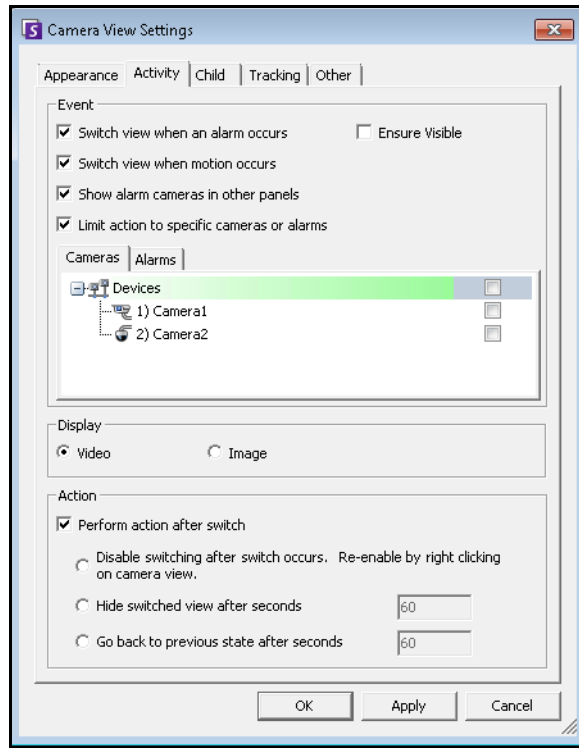 Camera View Settings
Appearance Activity Child Tracking Other
Event
Switch view when an alarm occurs Ensure Visible
Switch view when motion occurs
Show alarm cameras in other panels
Limit action to specific cameras or alarms
Cameras Alarms
Devices
1) Camera1
2) Camera2
Display
Video Image
Action
Perform action after switch
Disable switching after switch occurs. Re-enable by right clicking
on camera view.
Hide switched view after seconds 60
Go back to previous state after seconds 60
OK Apply Cancel